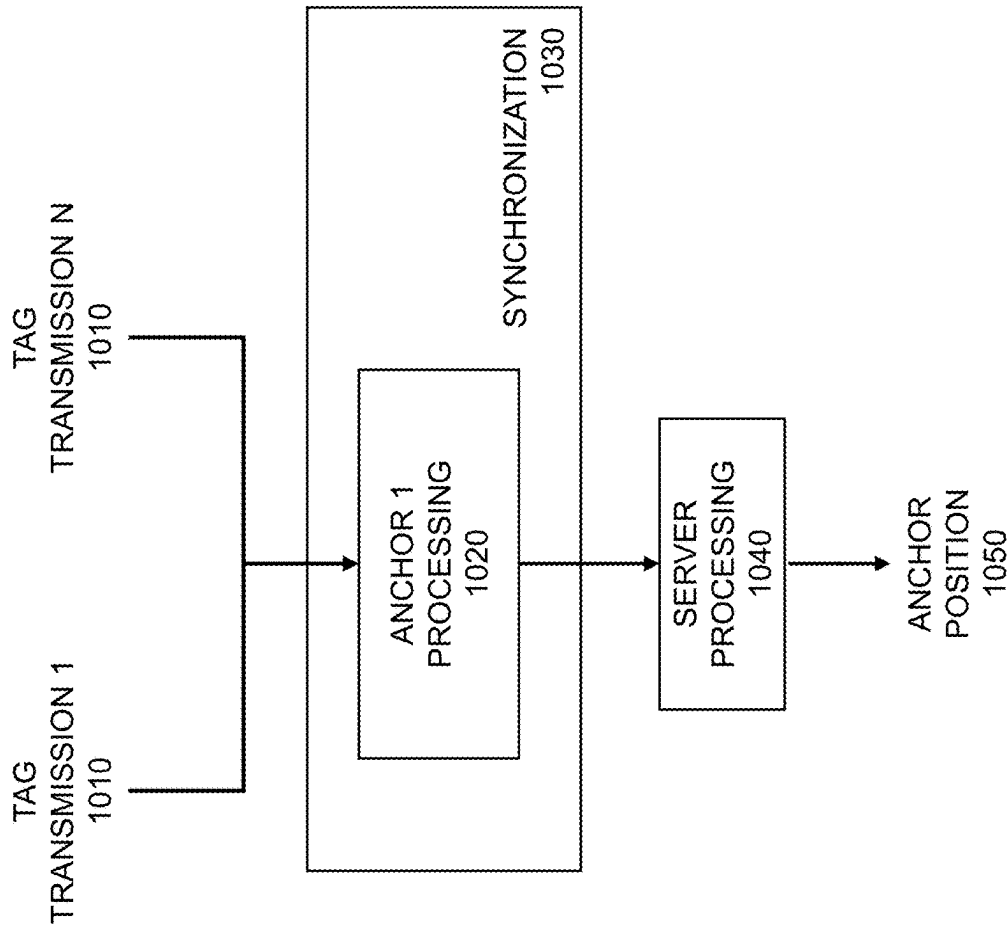 TAG
TRANSMISSION 1
1010
TAG
TRANSMISSION N
1010
ANCHOR 1
PROCESSING
1020
SYNCHRONIZATION
1030
SERVER
PROCESSING
1040
ANCHOR
POSITION
1050